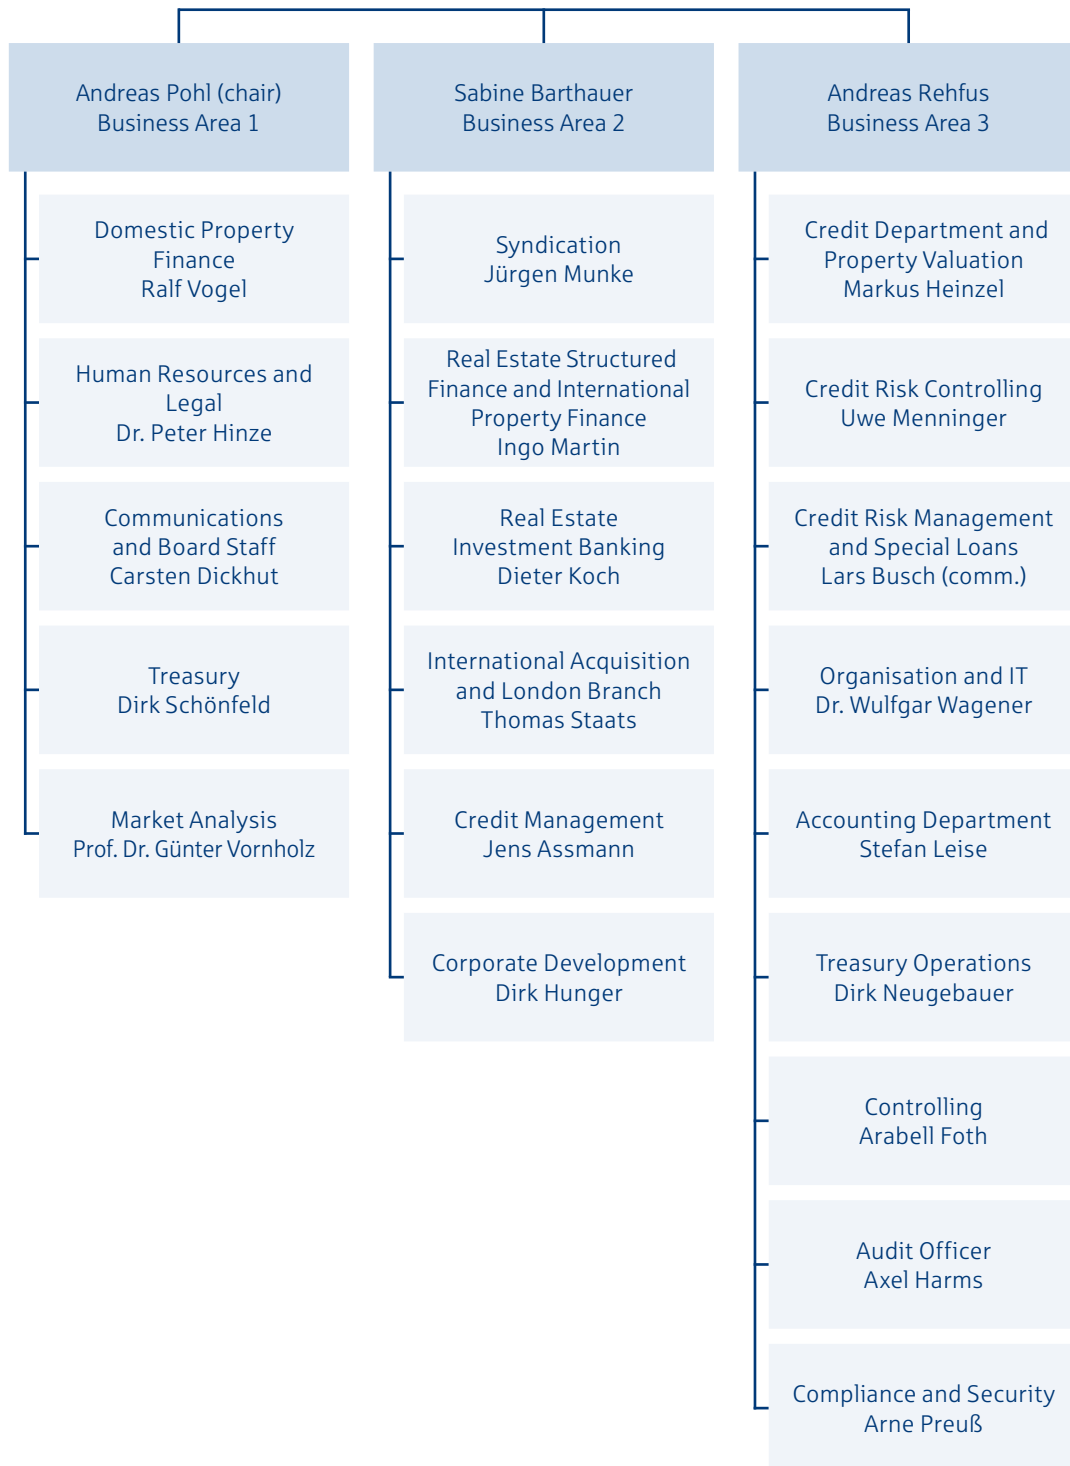 Andreas Pohl (chair)
Business Area 1
Domestic Property
Finance
Ralf Vogel
Human Resources and
Legal
Dr. Peter Hinze
Communications
and Board Staff
Carsten Dickhut
Treasury
Dirk Schönfeld
Market Analysis
Prof. Dr. Günter Vornholz
Sabine Barthauer
Business Area 2
Syndication
Jürgen Munke
Real Estate Structured
Finance and International
Property Finance
Ingo Martin
Real Estate
Investment Banking
Dieter Koch
International Acquisition
and London Branch
Thomas Staats
Credit Management
Jens Assmann
Corporate Development
Dirk Hunger
Andreas Rehfus
Business Area 3
Credit Department and
Property Valuation
Markus Heinzel
Credit Risk Controlling
Uwe Menninger
Credit Risk Management
and Special Loans
Lars Busch (comm.)
Organisation and IT
Dr. Wulfgar Wagener
Accounting Department
Stefan Leise
Treasury Operations
Dirk Neugebauer
Controlling
Arabell Foth
Audit Officer
Axel Harms
Compliance and Security
Arne Preuß